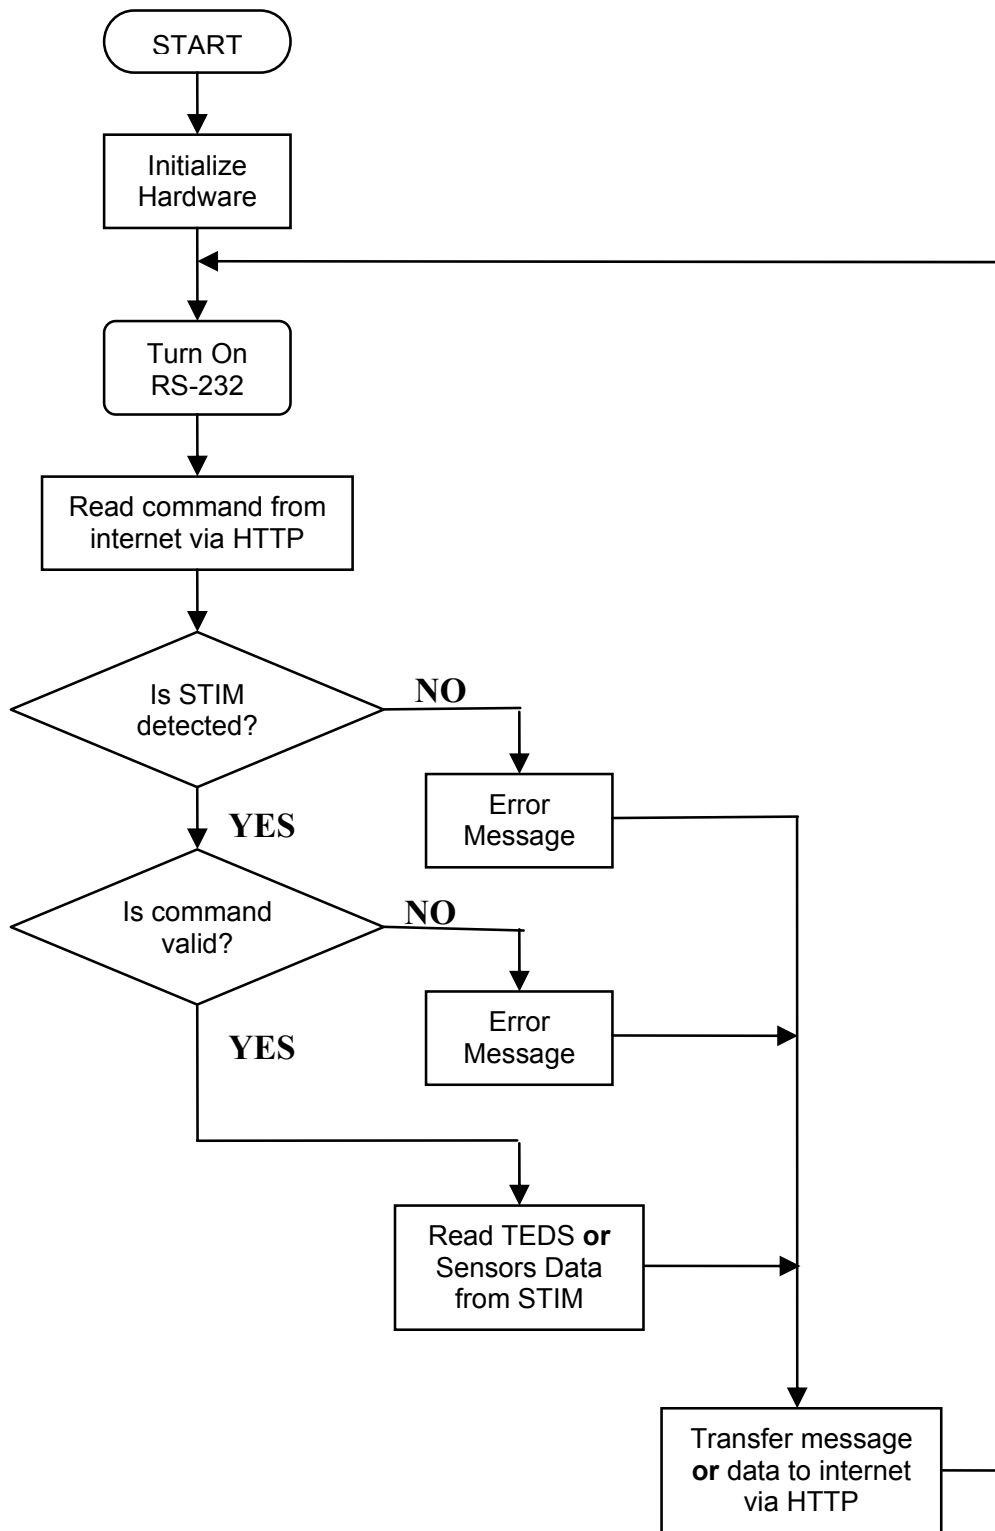 START
Initialize
Hardware
Turn On
RS-232
Read command from
internet via HTTP
Is STIM
detected?
NO
Error
Message
YES
Is command
valid?
NO
Error
Message
YES
Read TEDS or
Sensors Data
from STIM
Transfer message
or data to internet
via HTTP